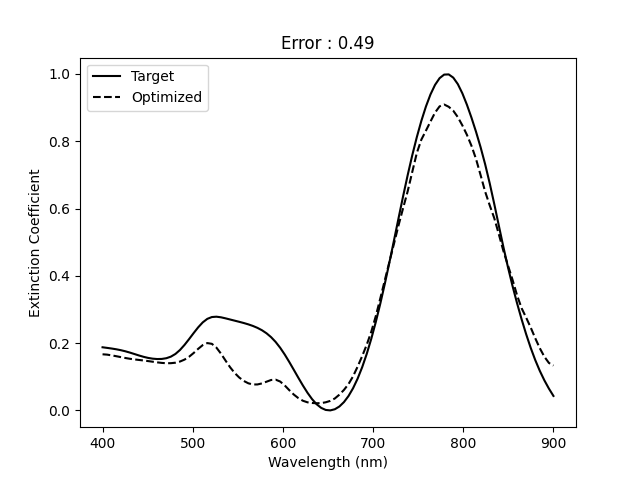 Error : 0.49
Target
Optimized
Extinction Coefficient
1.0
0.8
0.6
0.4
0.2
0.0
400 500 600 700 800 900
Wavelength (nm)